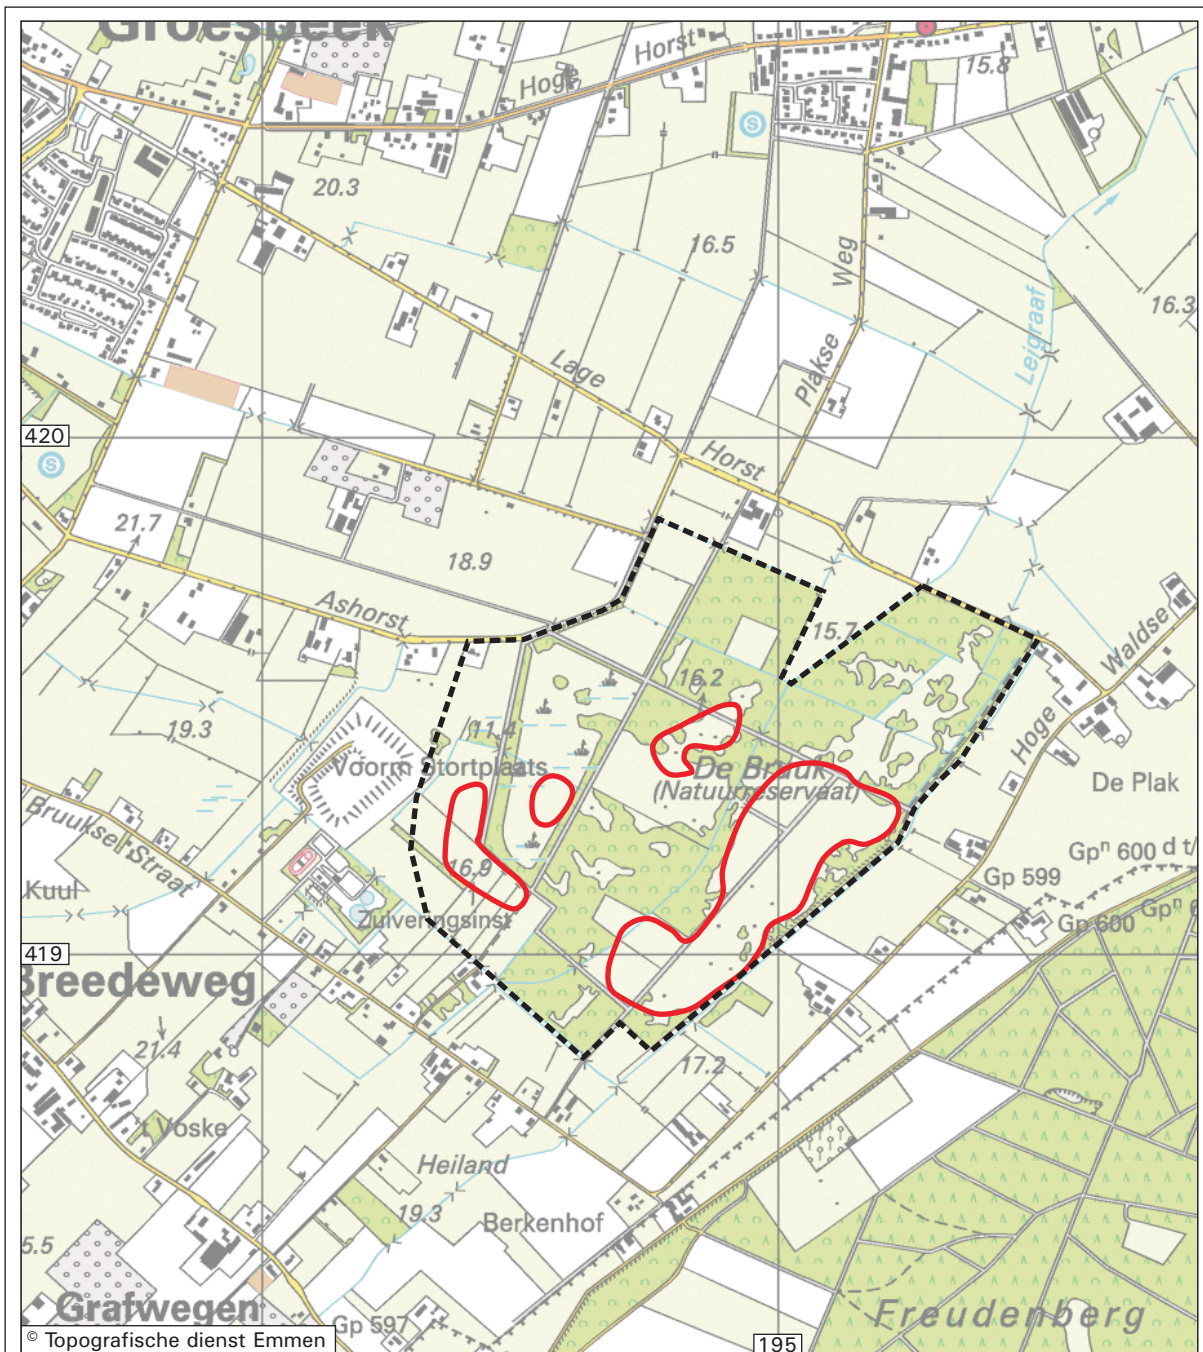 Groesbeek
Hoge Horst
15.8
S
20.3
16.5
Weg
Plakse
Leigraaf
16.3
Lage
Horst
420
S
21.7
18.9
Ashorst
15.7
Waldse
16.2
19.3
11.4
Voorm Stortplaats
De Bruuk
(Natuurreservaat)
Hoge
De Plak
Bruukse Straat
16.9
Kuul
Zuiveringsinst
Gp 599
Gpⁿ 600 d t/
Gp 600
Gpⁿ 6
419
Breedeweg
21.4
17.2
't Voske
Heiland
19.3
Berkenhof
5.5
Grafwegen
Gp 597
Freudenberg
© Topografische dienst Emmen
195